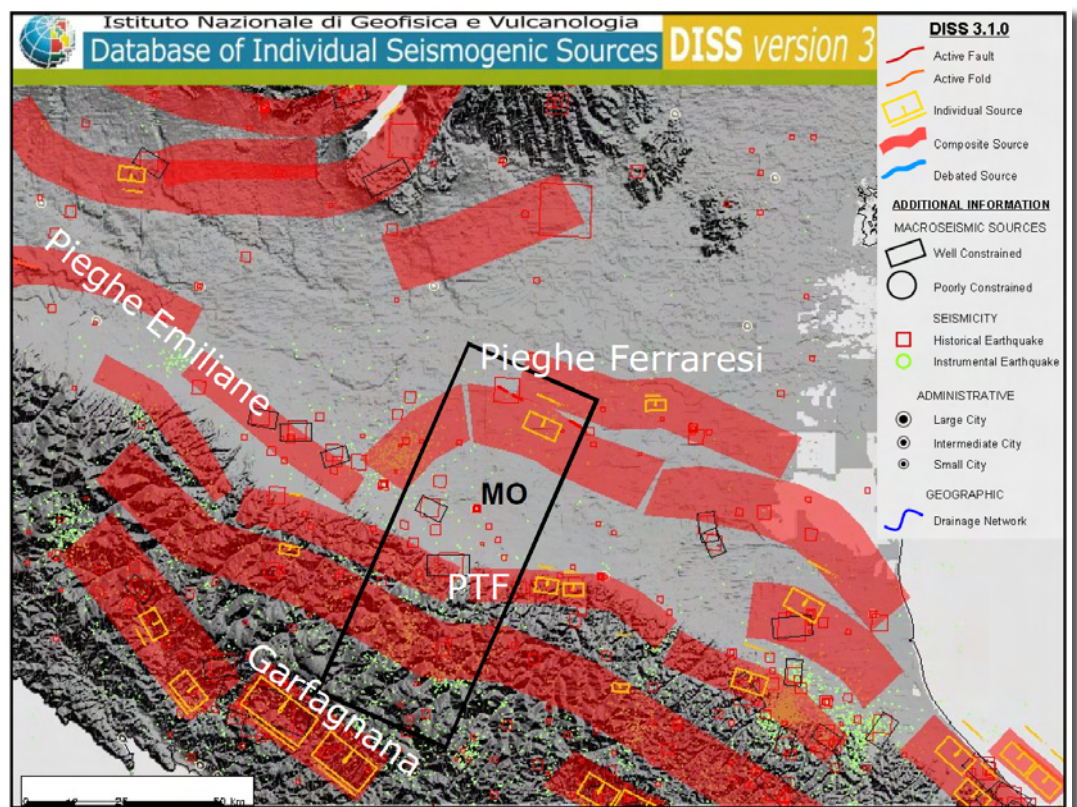 Istituto Nazionale di Geofisica e Vulcanologia
Database of Individual Seismogenic Sources DISS version 3
DISS 3.1.0
Active Fault
Active Fold
Individual Source
Composite Source
Debated Source
ADDITIONAL INFORMATION
MACROSEISMIC SOURCES
Well Constrained
Poorly Constrained
SEISMICITY
Historical Earthquake
Instrumental Earthquake
ADMINISTRATIVE
Large City
Intermediate City
Small City
GEOGRAPHIC
Drainage Network
Pieghe Emiliane
Pieghe Ferraresi
MO
PTF
Garfagnana
50 km